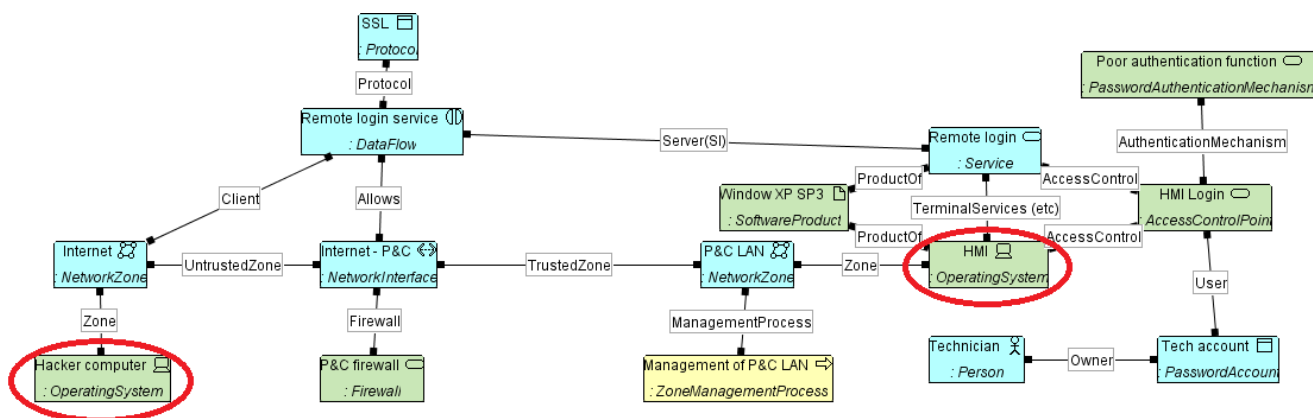 SSL
: Protocol
Protocol
Remote login service
: DataFlow
Server(SI)
Client
Allows
Poor authentication function
: PasswordAuthenticationMechanism
AuthenticationMechanism
Remote login
: Service
ProductOf
AccessControl
Window XP SP3
: SoftwareProduct
TerminalServices (etc)
HMI Login
: AccessControlPoint
ProductOf
AccessControl
Internet
: NetworkZone
UntrustedZone
Internet - P&C
: NetworkInterface
TrustedZone
P&C LAN
: NetworkZone
Zone
HMI
: OperatingSystem
User
Zone
Firewall
ManagementProcess
Hacker computer
: OperatingSystem
P&C firewall
: Firewall
Management of P&C LAN
: ZoneManagementProcess
Technician
: Person
Owner
Tech account
: PasswordAccount